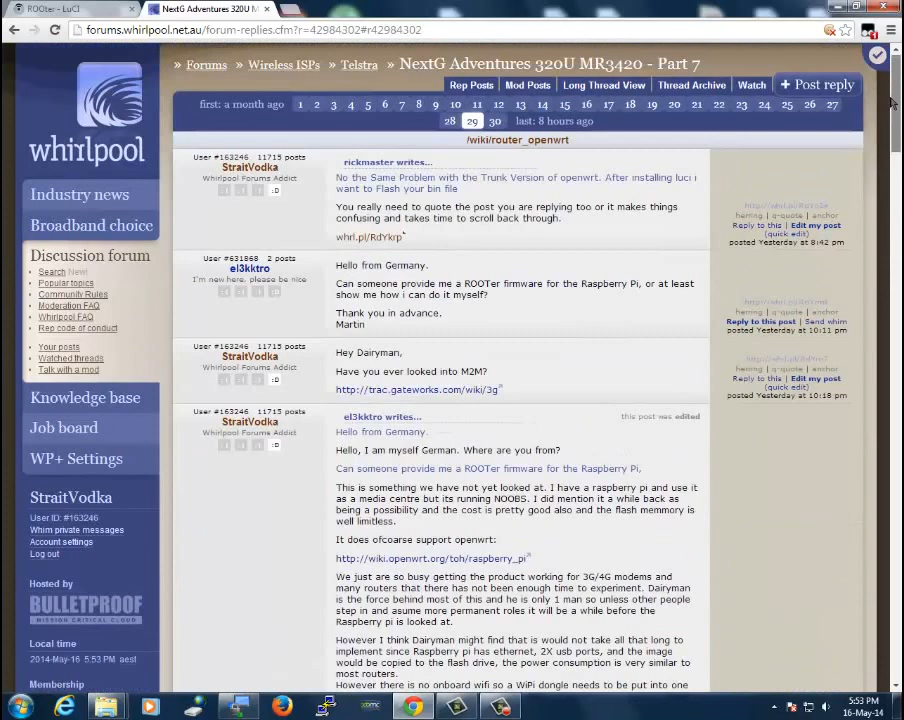 ROOter - LuCI
NextG Adventures 320U M
forums.whirlpool.net.au/forum-replies.cfm?r=42984302#r42984302
» Forums » Wireless ISPs » Telstra » NextG Adventures 320U MR3420 - Part 7
Rep Posts Mod Posts Long Thread View Thread Archive Watch + Post reply
first: a month ago 1 2 3 4 5 6 7 8 9 10 11 12 13 14 15 16 17 18 19 20 21 22 23 24 25 26 27
28 29 30 last: 8 hours ago
/wiki/router_openwrt
whirlpool
Industry news
Broadband choice
Discussion forum
Search New!
Popular topics
Community Rules
Moderation FAQ
Whirlpool FAQ
Rep code of conduct
Your posts
Watched threads
Talk with a mod
Knowledge base
Job board
WP+ Settings
StraitVodka
User ID: #163246
Whim private messages
Account settings
Log out
Hosted by
BULLETPROOF
MISSION CRITICAL CLOUD
Local time
2014-May-16 5:53 PM aest
Membership
User #163246 11715 posts
StraitVodka
Whirlpool Forums Addict
:D
rickmaster writes...
No the Same Problem with the Trunk Version of openwrt. After installing luci i
want to Flash your bin file
You really need to quote the post you are replying too or it makes things
confusing and takes time to scroll back through.
whrl.pl/RdYkrp
herring | q-quote | anchor
Reply to this | Edit my post
(quick edit)
posted Yesterday at 8:42 pm
User #631868 2 posts
el3kktro
I'm new here, please be nice
Hello from Germany.
Can someone provide me a ROOTer firmware for the Raspberry Pi, or at least
show me how i can do it myself?
Thank you in advance,
Martin
herring | q-quote | anchor
Reply to this post | Send whim
posted Yesterday at 10:11 pm
User #163246 11715 posts
StraitVodka
Whirlpool Forums Addict
:D
Hey Dairyman,
Have you ever looked into M2M?
http://trac.gateworks.com/wiki/3g
herring | q-quote | anchor
Reply to this | Edit my post
(quick edit)
posted Yesterday at 10:18 pm
User #163246 11715 posts
StraitVodka
Whirlpool Forums Addict
:D
el3kktro writes...
this post was edited
Hello from Germany.
Hello, I am myself German. Where are you from?
Can someone provide me a ROOTer firmware for the Raspberry Pi,
This is something we have not yet looked at. I have a raspberry pi and use it
as a media centre but its running NOOBS. I did mention it a while back as
being a possibility and the cost is pretty good also and the flash memmory is
well limitless.
It does ofcoarse support openwrt:
http://wiki.openwrt.org/toh/raspberry_pi
We just are so busy getting the product working for 3G/4G modems and
many routers that there has not been enough time to experiment. Dairyman
is the force behind most of this and he is only 1 man so unless other people
step in and asume more permanent roles it will be a while before the
Raspberry pi is looked at.
However I think Dairyman might find that is would not take all that long to
implement since Raspberry pi has ethernet, 2X usb ports, and the image
would be copied to the flash drive, the power consumption is very similar to
most routers.
However there is no onboard wifi so a WiPi dongle needs to be put into one
5:53 PM
16-May-14